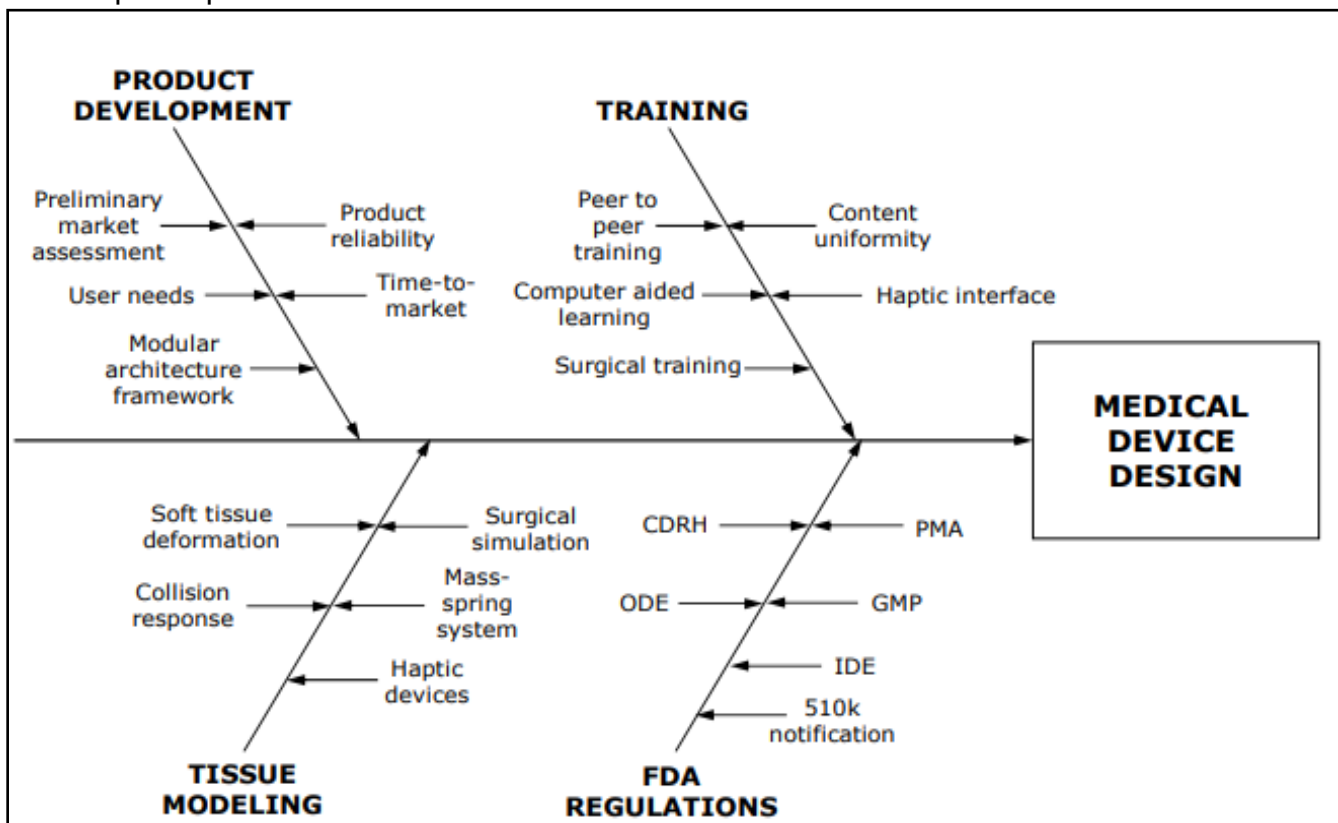 PRODUCT
DEVELOPMENT
TRAINING
Preliminary
market
assessment
Product
reliability
User needs
Time-to-
market
Modular
architecture
framework
Peer to
peer
training
Content
uniformity
Computer aided
learning
Haptic interface
Surgical training
MEDICAL
DEVICE
DESIGN
Soft tissue
deformation
Surgical
simulation
Collision
response
Mass-
spring
system
Haptic
devices
CDRH
PMA
ODE
GMP
IDE
510k
notification
TISSUE
MODELING
FDA
REGULATIONS